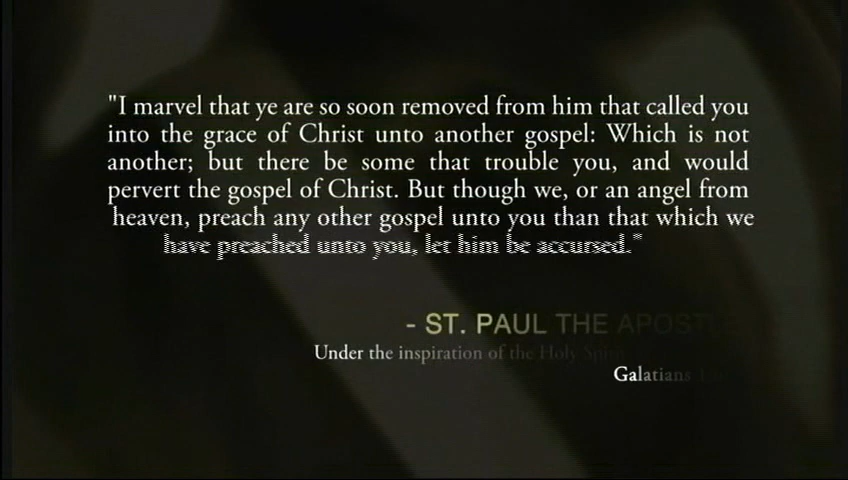 "I marvel that ye are so soon removed from him that called you
into the grace of Christ unto another gospel: Which is not
another; but there be some that trouble you, and would
pervert the gospel of Christ. But though we, or an angel from
heaven, preach any other gospel unto you than that which we
have preached unto you, let him be accursed."
- ST. PAUL THE APOSTLE
Under the inspiration of the Holy Spirit
Galatians